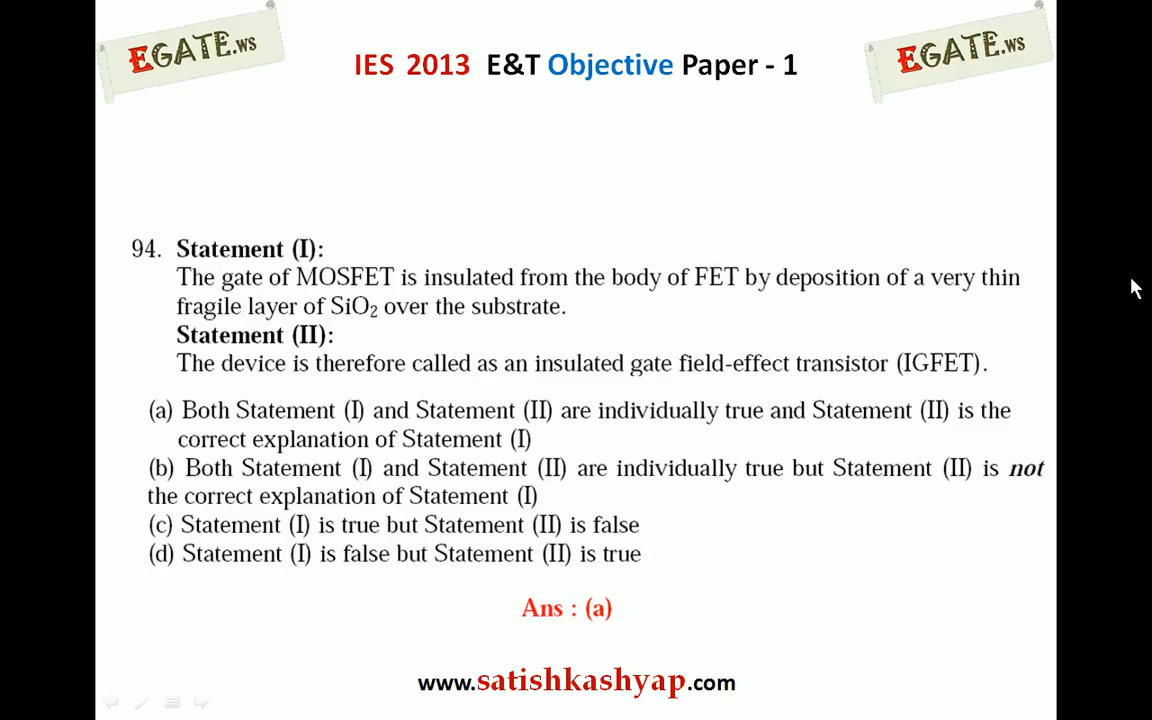 EGATE.ws
IES 2013 E&T Objective Paper - 1
EGATE.ws
94. Statement (I):
The gate of MOSFET is insulated from the body of FET by deposition of a very thin
fragile layer of SiO₂ over the substrate.
Statement (II):
The device is therefore called as an insulated gate field-effect transistor (IGFET).
(a) Both Statement (I) and Statement (II) are individually true and Statement (II) is the
correct explanation of Statement (I)
(b) Both Statement (I) and Statement (II) are individually true but Statement (II) is not
the correct explanation of Statement (I)
(c) Statement (I) is true but Statement (II) is false
(d) Statement (I) is false but Statement (II) is true
Ans : (a)
www.satishkashyap.com